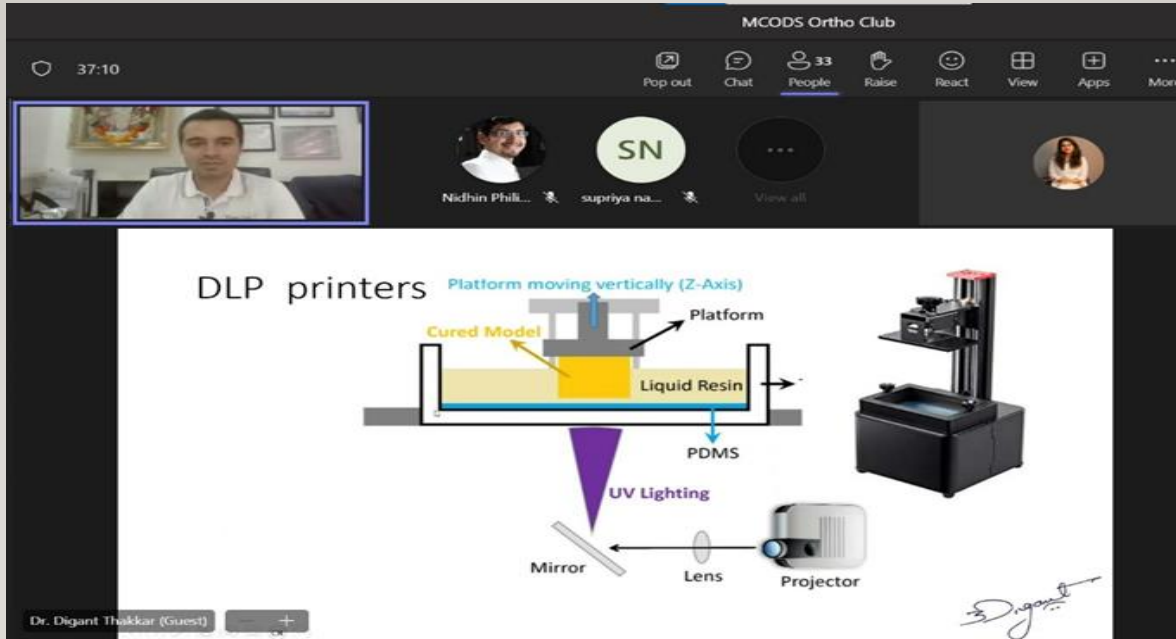 MCODS Ortho Club
37:10
Pop out
Chat
33
People
Raise
React
View
Apps
More
Nidhin Phili...
SN
supriya na...
View all
DLP printers
Platform moving vertically (Z-Axis)
Platform
Cured Model
Liquid Resin
PDMS
UV Lighting
Mirror
Lens
Projector
Digant
Dr. Digant Thakkar (Guest)